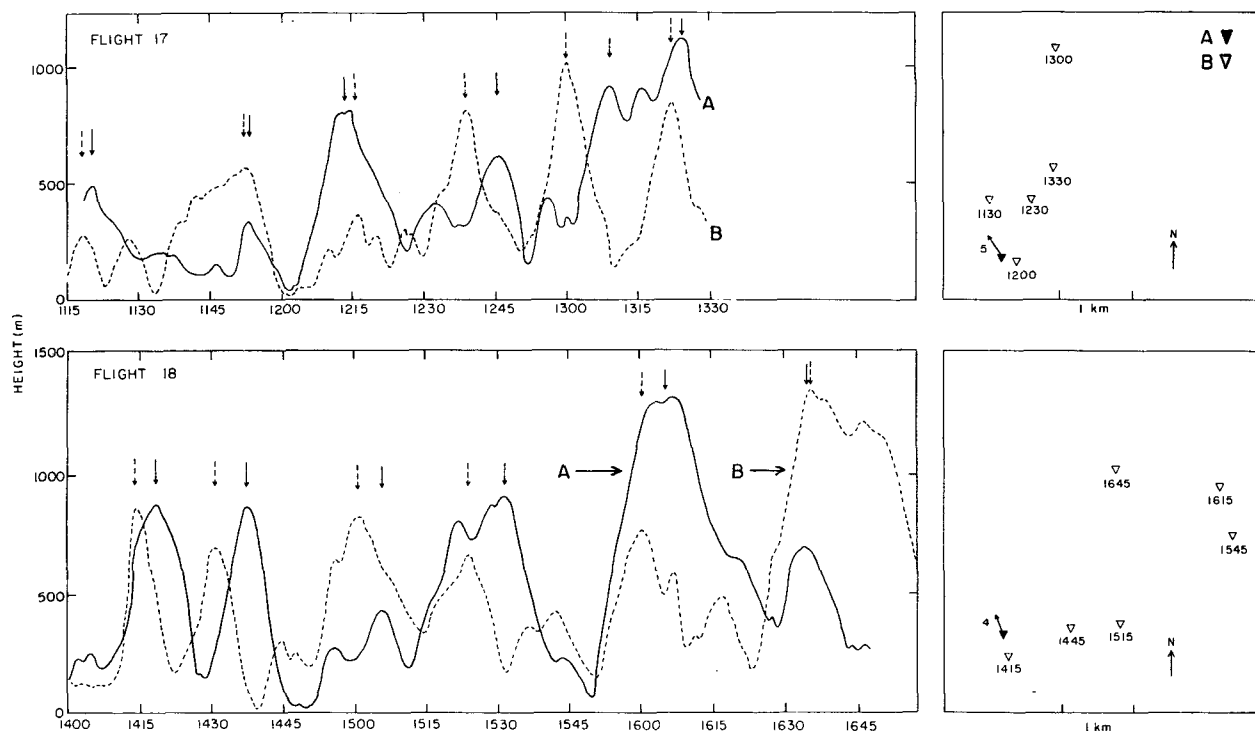 FLIGHT 17
1000
500
0
A
B
1115 1130 1145 1200 1215 1230 1245 1300 1315 1330
A
B
1300
1330
1130 1230
5
1200
N
1 km
HEIGHT (m)
FLIGHT 18
1500
1000
500
0
A B
1400 1415 1430 1445 1500 1515 1530 1545 1600 1615 1630 1645
1645
1615
1545
4
1445 1515
1415
N
1 km